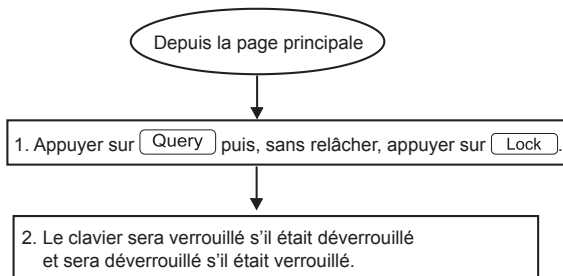 Depuis la page principale
1. Appuyer sur Query puis, sans relâcher, appuyer sur Lock .
2. Le clavier sera verrouillé s’il était déverrouillé
et sera déverrouillé s’il était verrouillé.